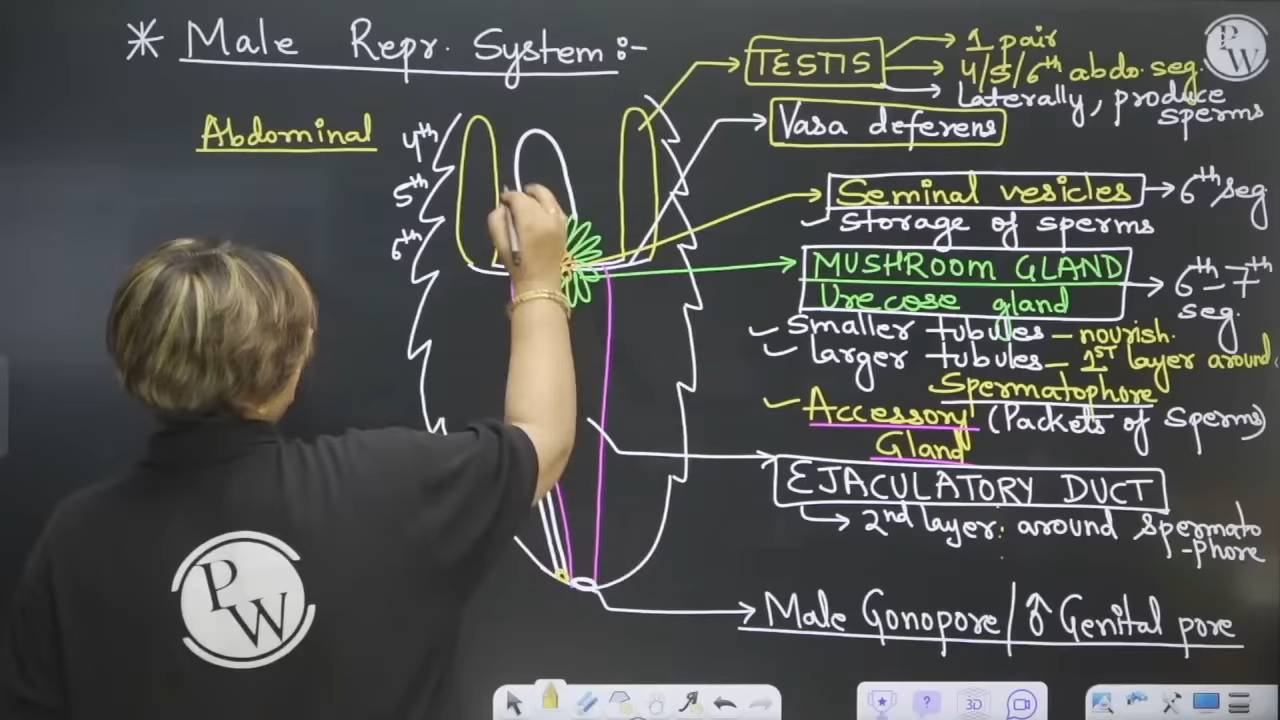 * Male Repr. System:-
PW
Abdominal
4th
5th
6th
TESTIS
1 pair
4/5/6th abdo. seg.
Laterally, produce
sperms
Vasa deferens
Seminal vesicles
6th seg
Storage of sperms
MUSHROOM GLAND
Urecose gland
6th-7th
seg.
Smaller tubules - nourish.
larger tubules - 1ST layer around
Spermatophore
Accessory (Packets of sperms)
Gland
EJACULATORY DUCT
2nd layer. around spermato
-phore
Male Gonopore/♂ Genital pore
PW
3D